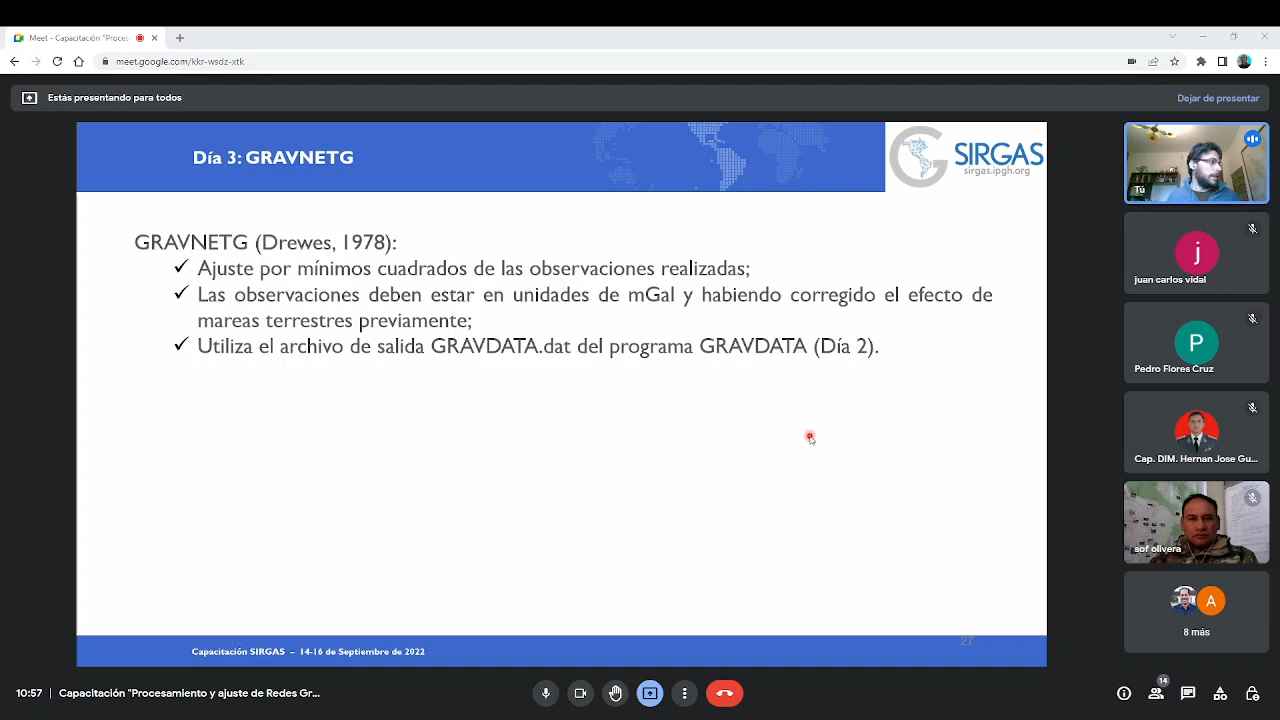 Meet - Capacitación "Proces
meet.google.com/kkr-wsdz-xtk
Estás presentando para todos
Dejar de presentar
Día 3: GRAVNETG
SIRGAS
sirgas.ipgh.org
GRAVNETG (Drewes, 1978):
✓ Ajuste por mínimos cuadrados de las observaciones realizadas;
✓ Las observaciones deben estar en unidades de mGal y habiendo corregido el efecto de
mareas terrestres previamente;
✓ Utiliza el archivo de salida GRAVDATA.dat del programa GRAVDATA (Día 2).
27
Capacitación SIRGAS – 14-16 de Septiembre de 2022
Tú
j
juan carlos vidal
P
Pedro Flores Cruz
Cap. DIM. Hernan Jose Gu...
sof olivera
A
8 más
10:57 | Capacitación "Procesamiento y ajuste de Redes Gr...
14